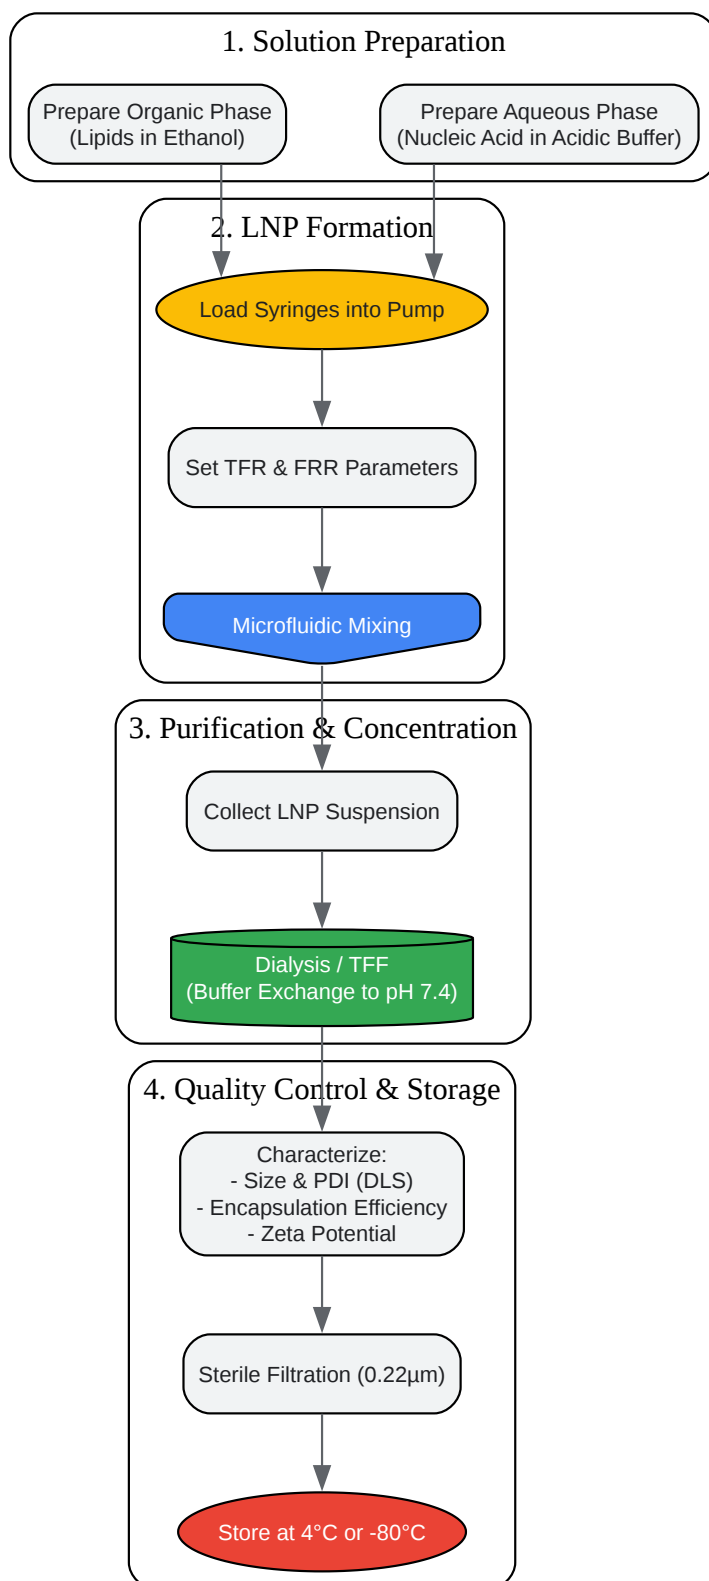 1. Solution Preparation
Prepare Organic Phase
(Lipids in Ethanol)
Prepare Aqueous Phase
(Nucleic Acid in Acidic Buffer)
2. LNP Formation
Load Syringes into Pump
Set TFR & FRR Parameters
Microfluidic Mixing
3. Purification & Concentration
Collect LNP Suspension
Dialysis / TFF
(Buffer Exchange to pH 7.4)
4. Quality Control & Storage
Characterize:
- Size & PDI (DLS)
- Encapsulation Efficiency
- Zeta Potential
Sterile Filtration (0.22µm)
Store at 4°C or -80°C